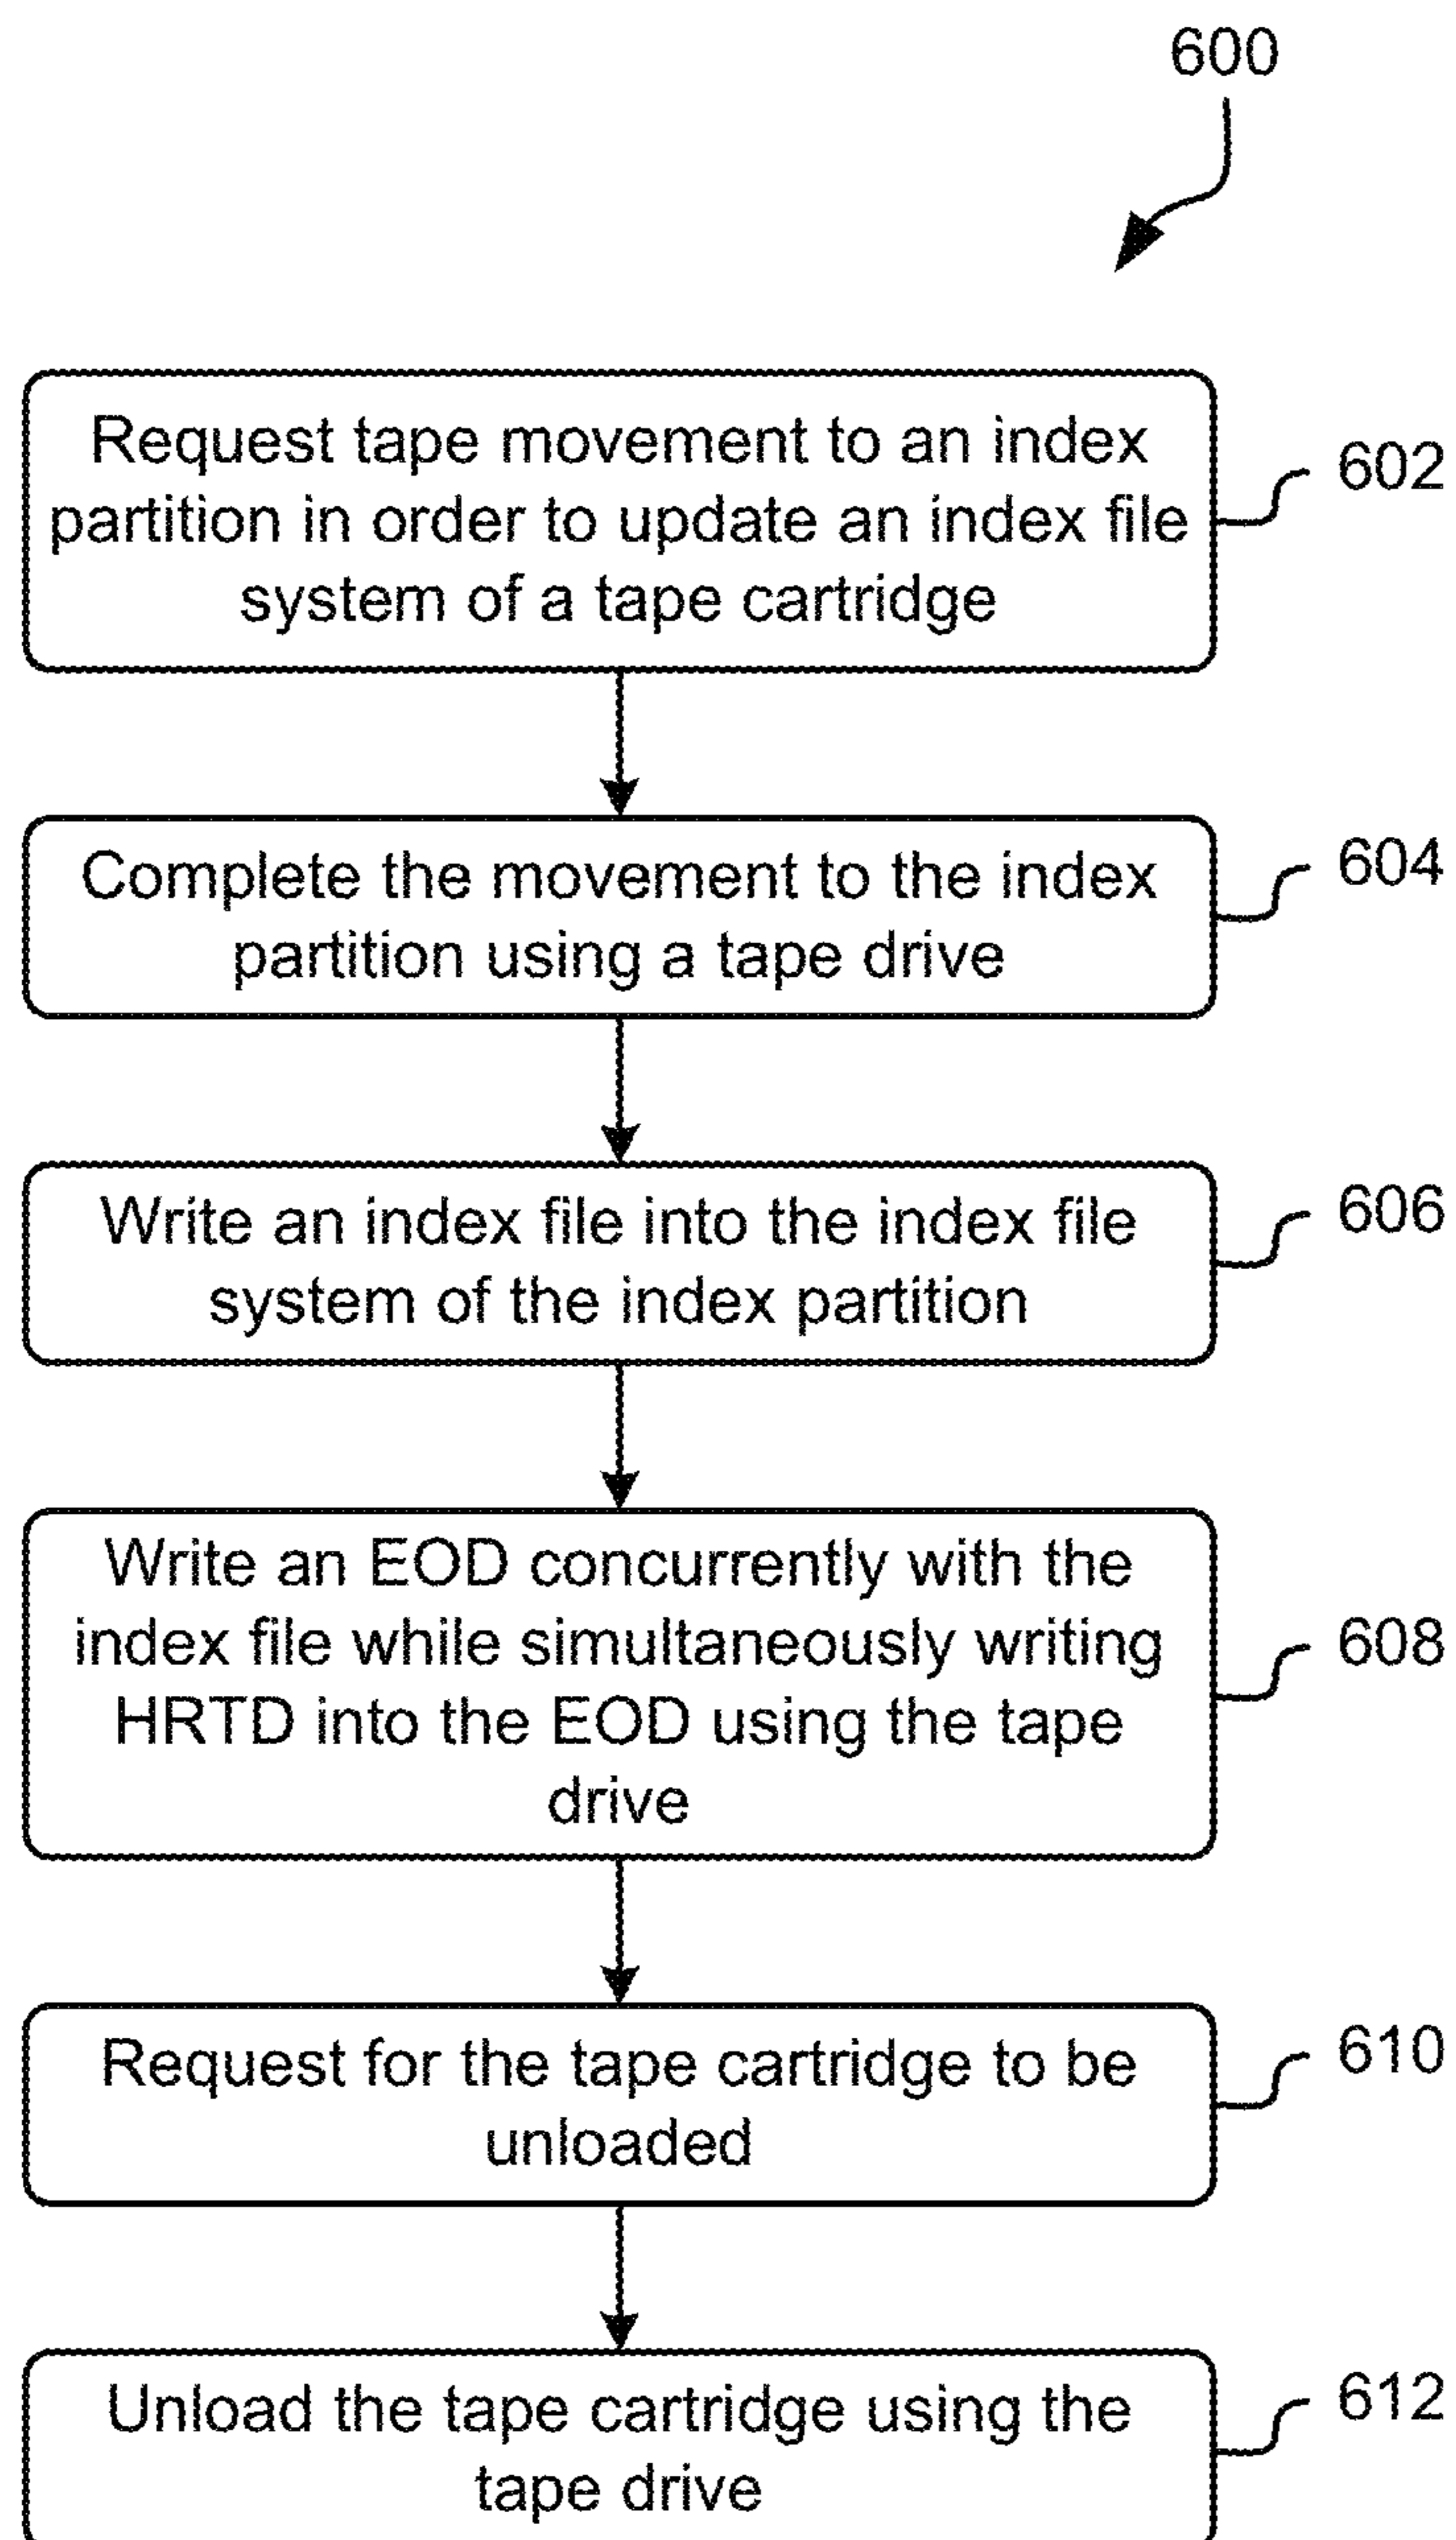 600
Request tape movement to an index
partition in order to update an index file
system of a tape cartridge
602
Complete the movement to the index
partition using a tape drive
604
Write an index file into the index file
system of the index partition
606
Write an EOD concurrently with the
index file while simultaneously writing
HRTD into the EOD using the tape
drive
608
Request for the tape cartridge to be
unloaded
610
Unload the tape cartridge using the
tape drive
612